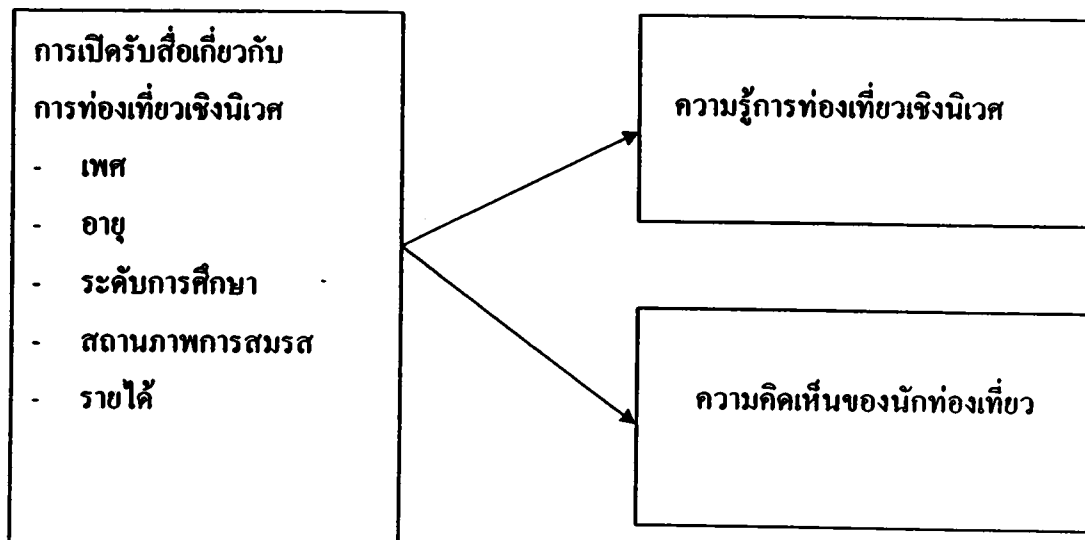 การเปิดรับสื่อเกี่ยวกับ
การท่องเที่ยวเชิงนิเวศ
- เพศ
- อายุ
- ระดับการศึกษา
- สถานภาพการสมรส
- รายได้
ความรู้การท่องเที่ยวเชิงนิเวศ
ความคิดเห็นของนักท่องเที่ยว